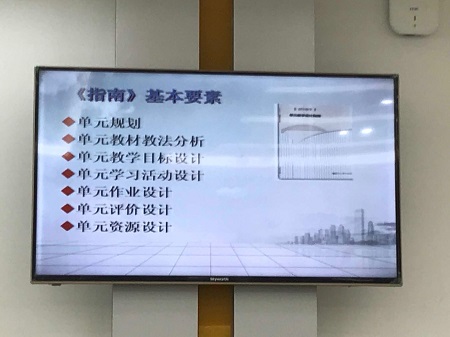 《指南》基本要素
单元规划
单元教材教法分析
单元教学目标设计
单元学习活动设计
单元作业设计
单元评价设计
单元资源设计
Skyworth